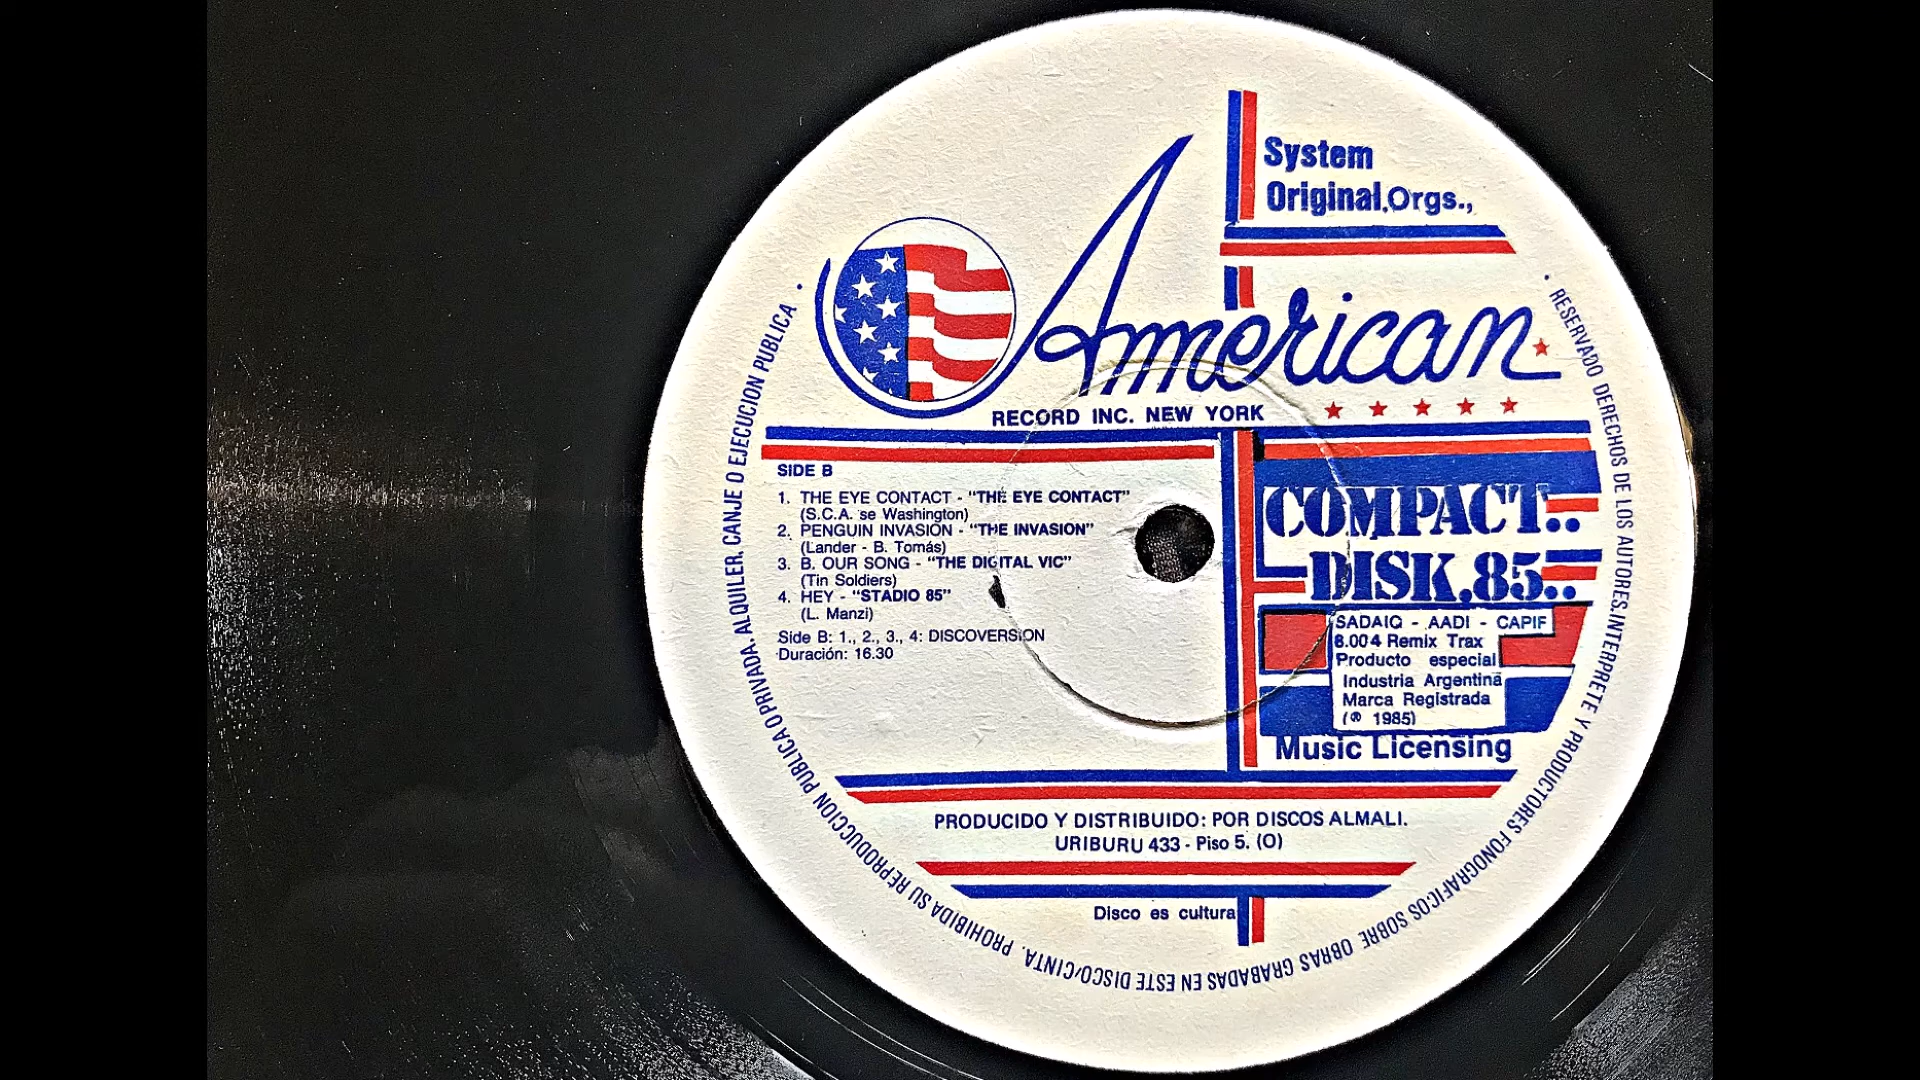 System
Original,Orgs.,
American
RECORD INC. NEW YORK
SIDE B
1. THE EYE CONTACT - "THE EYE CONTACT"
(S.C.A. se Washington)
2. PENGUIN INVASION - "THE INVASION"
(Lander - B. Tomás)
3. B. OUR SONG - "THE DIGITAL VIC"
(Tin Soldiers)
4. HEY - "STADIO 85"
(L. Manzi)
Side B: 1., 2., 3., 4: DISCOVERSION
Duración: 16.30
COMPACT..
DISK.85..
SADAIQ - AADI - CAPIF
8.004 Remix Trax
Producto especial
Industria Argentina
Marca Registrada
(℗ 1985)
Music Licensing
PRODUCIDO Y DISTRIBUIDO: POR DISCOS ALMALI.
URIBURU 433 - Piso 5. (O)
Disco es cultura
· RESERVADO DERECHOS DE LOS AUTORES,INTERPRETE Y PRODUCTORES FONOGRAFICOS SOBRE OBRAS GRABADAS EN ESTE DISCO/CINTA. PROHIBIDA SU REPRODUCCION PUBLICA O PRIVADA. ALQUILER, CANJE O EJECUCION PUBLICA ·